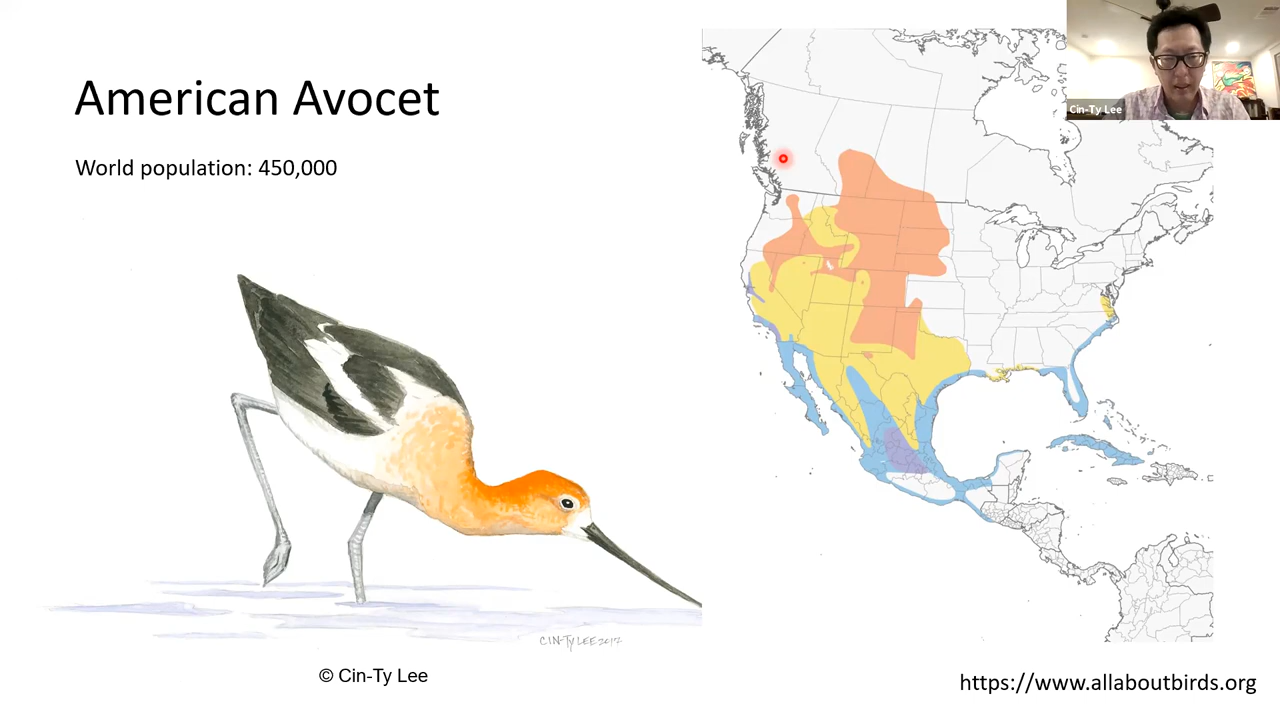 American Avocet
World population: 450,000
Cin-Ty Lee
CIN-TY LEE 2017
© Cin-Ty Lee
https://www.allaboutbirds.org